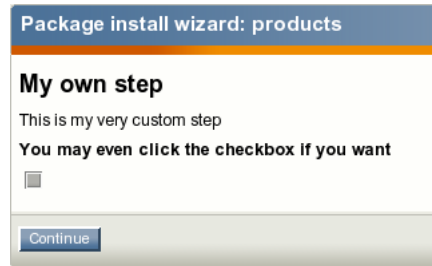 Package install wizard: products
My own step
This is my very custom step
You may even click the checkbox if you want
Continue